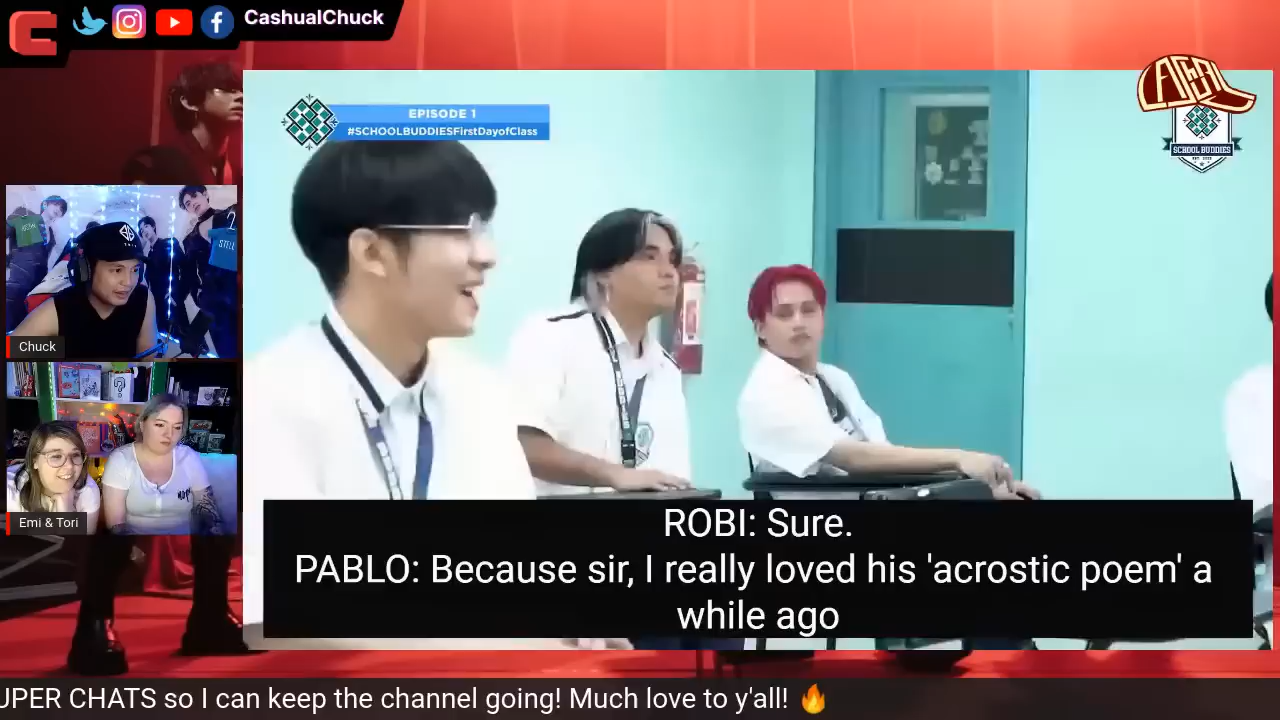 CashualChuck
EPISODE 1
#SCHOOLBUDDIESFirstDayofClass
SCHOOL BUDDIES
STELL
Chuck
Emi & Tori
ROBI: Sure.
PABLO: Because sir, I really loved his 'acrostic poem' a
while ago
UPER CHATS so I can keep the channel going! Much love to y'all! 🔥